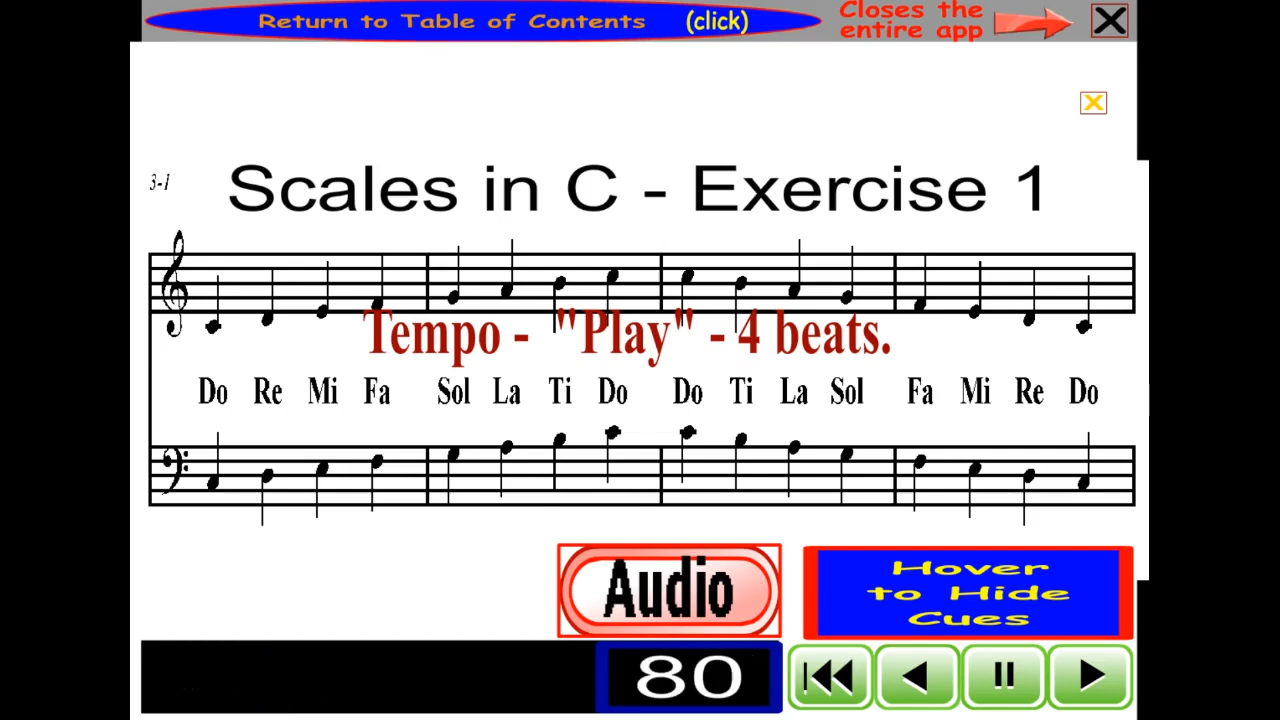 Return to Table of Contents (click)
Closes the
entire app
3-1
Scales in C - Exercise 1
Tempo - "Play" - 4 beats.
Do Re Mi Fa Sol La Ti Do Do Ti La Sol Fa Mi Re Do
Audio
Hover
to Hide
Cues
80